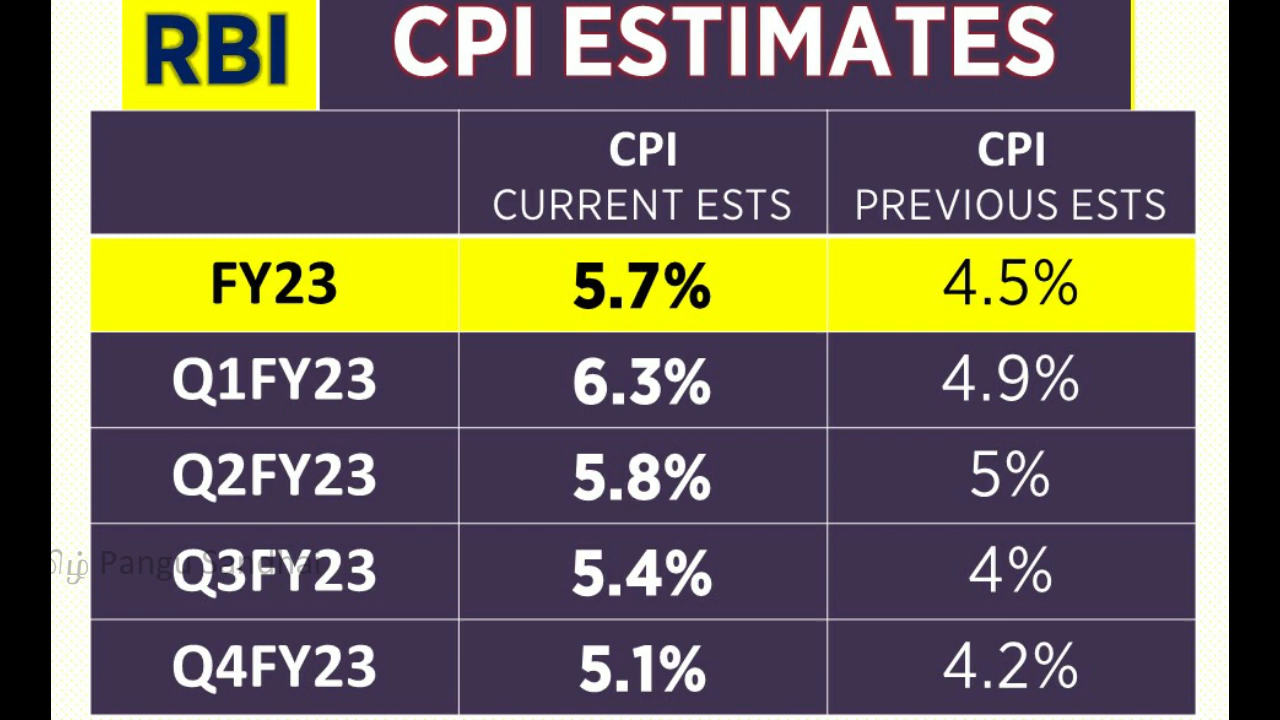 RBI CPI ESTIMATES
CPI CPI
CURRENT ESTS PREVIOUS ESTS
FY23 5.7% 4.5%
Q1FY23 6.3% 4.9%
Q2FY23 5.8% 5%
Pangu
Q3FY23 5.4% 4%
Q4FY23 5.1% 4.2%